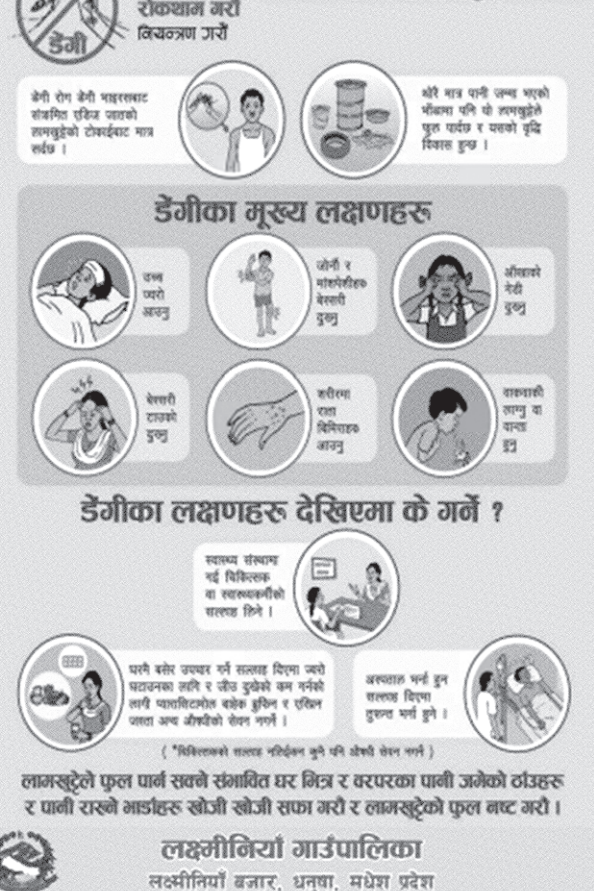 रोकथाम गरौं
नियन्त्रण गरौं
डेंगी
डेंगी रोग डेंगी भाइरसबाट
संक्रमित एडिज जातको
लामखुट्टेको टोकाईबाट मात्र
सर्दछ ।
थोरै मात्र पानी जम्मा भएको
भाँडामा पनि यो लामखुट्टेले
फुल पार्दछ र यसको वृद्धि
विकास हुन्छ ।
डेंगीका मूख्य लक्षणहरू
उच्च
ज्वरो
आउनु
जोर्नी र
मांशपेशीहरु
बेस्सरी
दुख्नु
आँखाको
गेडी
दुख्नु
बेस्सरी
टाउको
दुख्नु
शरीरमा
राता
बिमिराहरु
आउनु
वाकवाकी
लाग्नु वा
वान्ता
हुनु
डेंगीका लक्षणहरू देखिएमा के गर्ने ?
स्वास्थ्य संस्थामा
गई चिकित्सक
वा स्वास्थ्यकर्मीको
सल्लाह लिने ।
घरमै बसेर उपचार गर्न सल्लाह दिएमा ज्वरो
घटाउनका लागि र जीउ दुखेको कम गर्नको
लागी प्यारासिटामोल बाहेक ब्रुफिन र एस्प्रिन
जस्ता अन्य औषधीको सेवन नगर्ने ।
अस्पताल भर्ना हुन
सल्लाह दिएमा
तुरुन्त भर्ना हुने ।
( *चिकित्सकको सल्लाह नलिईकन कुनै पनि औषधी सेवन नगर्ने )
लामखुट्टेले फुल पार्न सक्ने संभावित घर भित्र र वरपरका पानी जमेको ठाँउहरू
र पानी राख्ने भाडाँहरू खोजी खोजी सफा गरौ र लामखुट्टेको फुल नष्ट गरौ ।
लक्ष्मीनियाँ गाउँपालिका
लक्ष्मीनियाँ बजार, धनुषा, मधेश प्रदेश